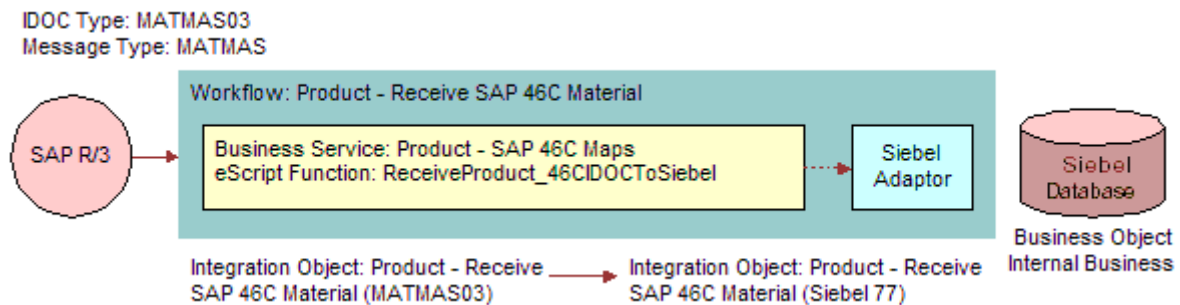 IDOC Type: MATMAS03
Message Type: MATMAS
Workflow: Product - Receive SAP 46C Material
SAP R/3
Business Service: Product - SAP 46C Maps
eScript Function: ReceiveProduct_46CIDOCToSiebel
Siebel
Adaptor
Siebel
Database
Business Object
Internal Business
Integration Object: Product - Receive
SAP 46C Material (MATMAS03)
Integration Object: Product - Receive
SAP 46C Material (Siebel 77)